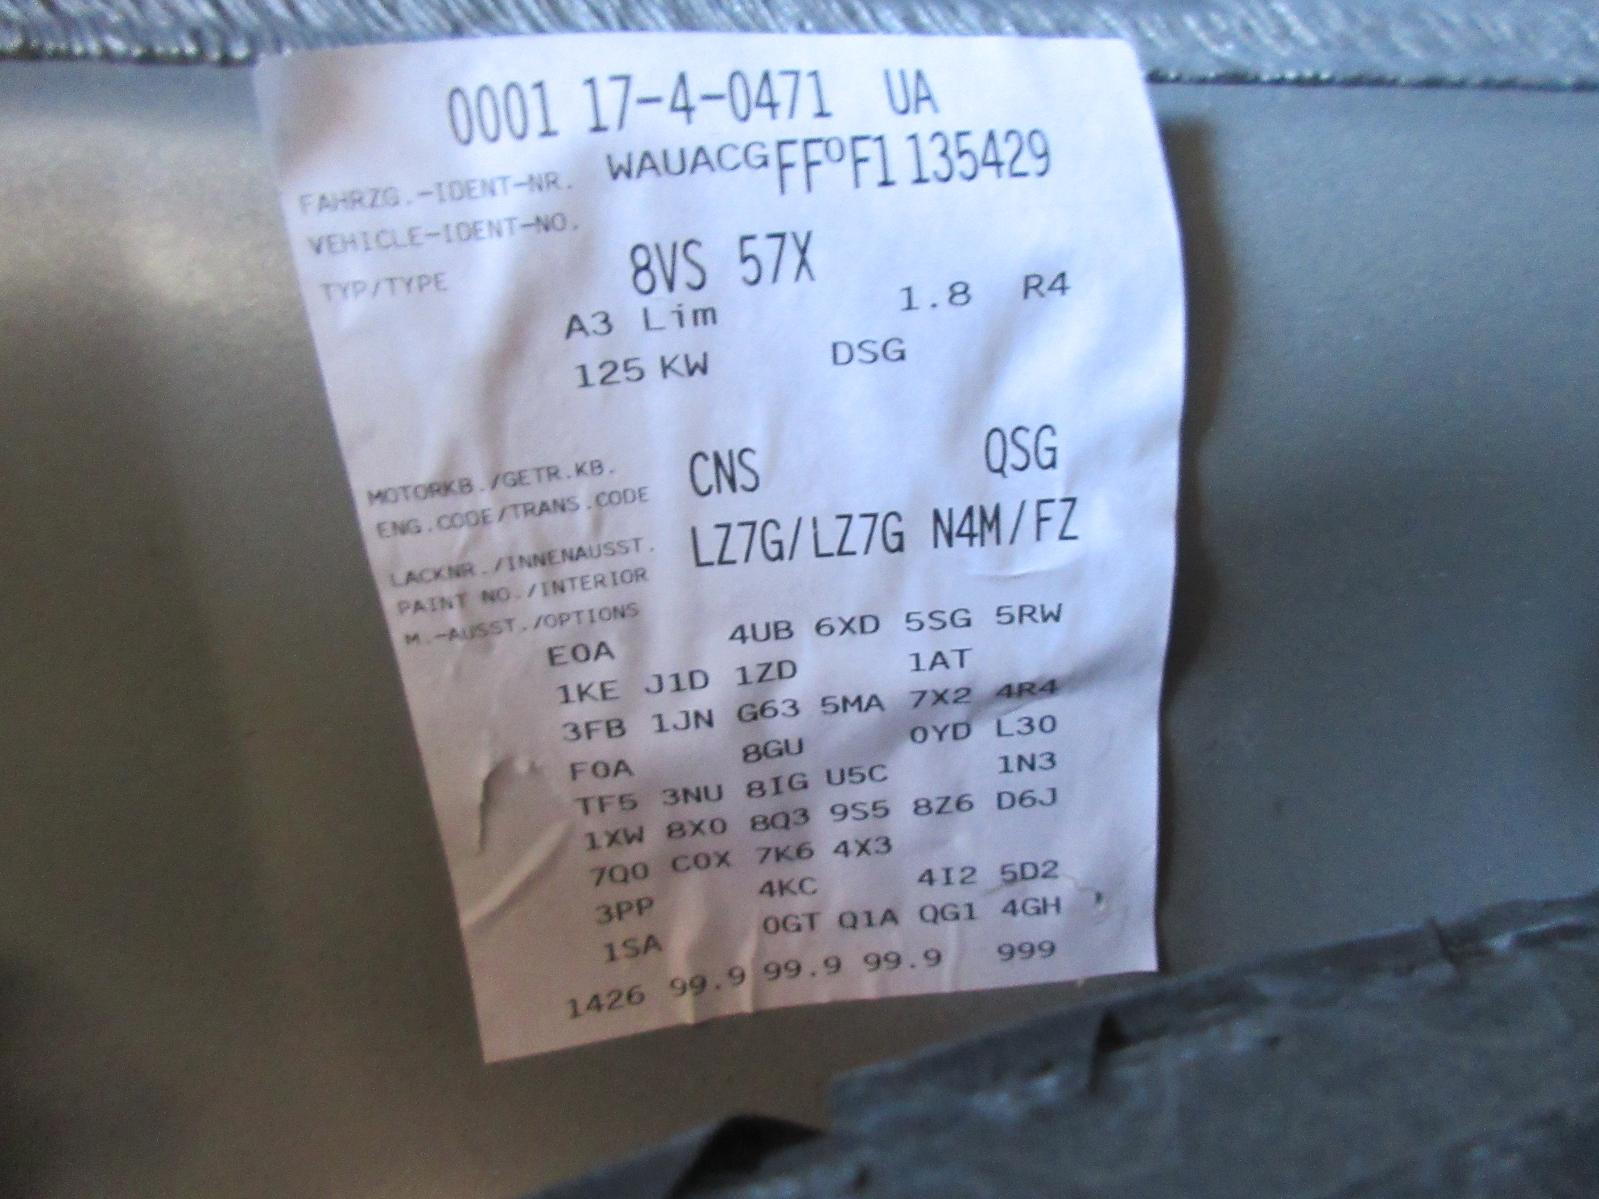 0001 17-4-0471 UA
FAHRZG.-IDENT-NR. WAUACGFF0F1135429
VEHICLE-IDENT-NO.
TYP/TYPE 8VS 57X
A3 Lim 1.8 R4
125 KW DSG
MOTORKB./GETR.KB. CNS QSG
ENG.CODE/TRANS.CODE
LACKNR./INNENAUSST. LZ7G/LZ7G N4M/FZ
PAINT NO./INTERIOR
M.-AUSST./OPTIONS
E0A 4UB 6XD 5SG 5RW
1KE J1D 1ZD 1AT
3FB 1JN G63 5MA 7X2 4R4
F0A 8GU 0YD L30
TF5 3NU 8IG U5C 1N3
1XW 8X0 8Q3 9S5 8Z6 D6J
7Q0 C0X 7K6 4X3
3PP 4KC 4I2 5D2
1SA 0GT Q1A QG1 4GH
1426 99.9 99.9 99.9 999